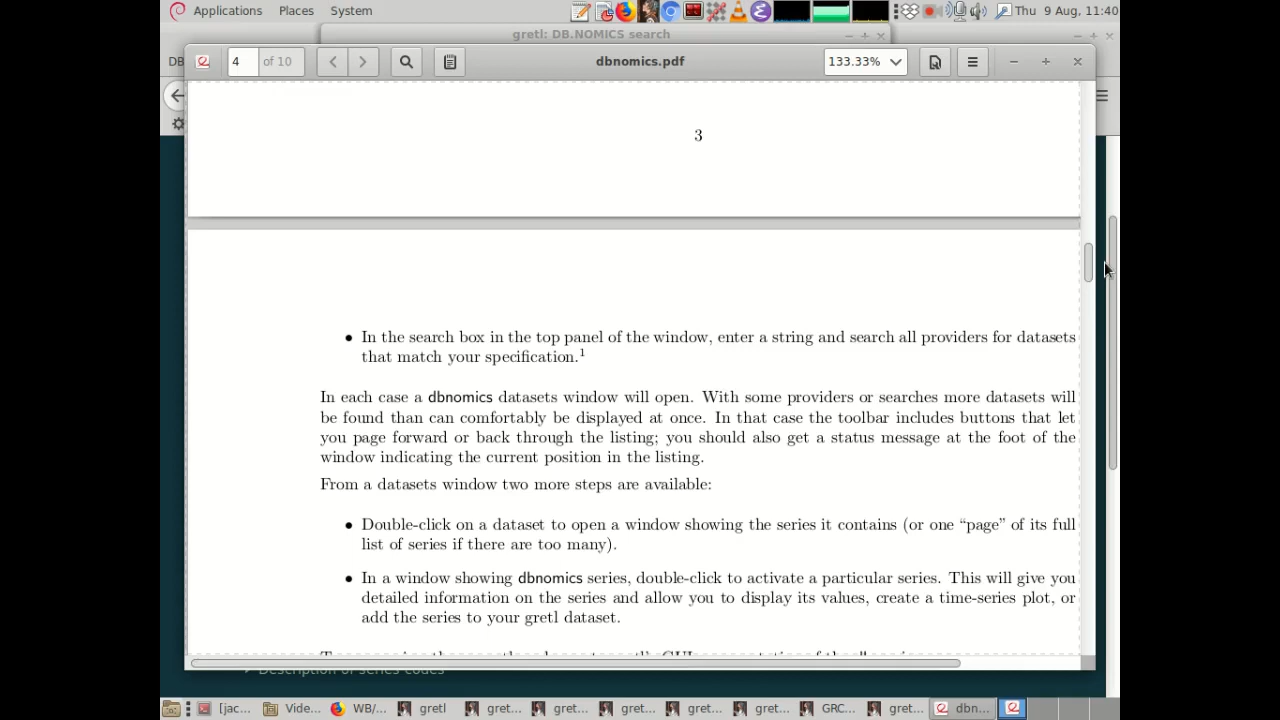 Applications Places System
Thu 9 Aug, 11:40
gretl: DB.NOMICS search
DB
4 of 10
dbnomics.pdf
133.33%
3
• In the search box in the top panel of the window, enter a string and search all providers for datasets
that match your specification.1
In each case a dbnomics datasets window will open. With some providers or searches more datasets will
be found than can comfortably be displayed at once. In that case the toolbar includes buttons that let
you page forward or back through the listing; you should also get a status message at the foot of the
window indicating the current position in the listing.
From a datasets window two more steps are available:
• Double-click on a dataset to open a window showing the series it contains (or one “page” of its full
list of series if there are too many).
• In a window showing dbnomics series, double-click to activate a particular series. This will give you
detailed information on the series and allow you to display its values, create a time-series plot, or
add the series to your gretl dataset.
Description of series codes
[jac... Vide... WB/... gretl gret... gret... gret... gret... gret... GRC... gret... dbn...